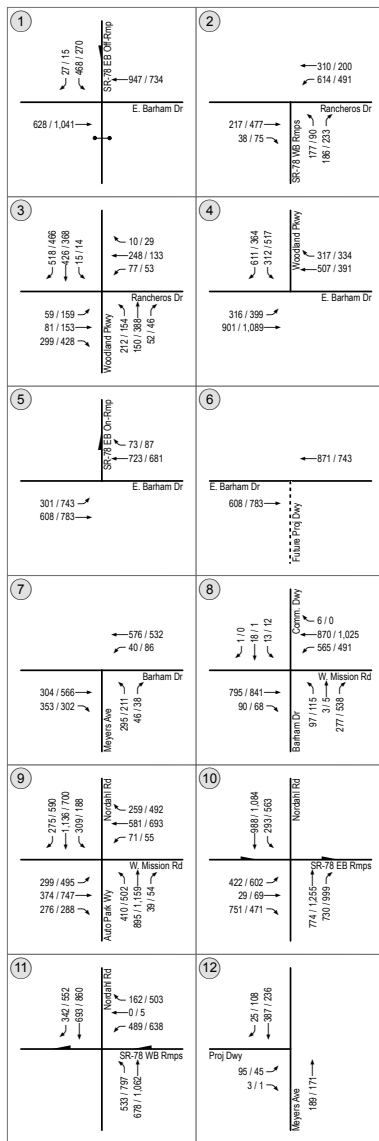 1
27 / 15
468 / 270
SR-78 EB Off-Rmp
947 / 734
E. Barham Dr
628 / 1,041
2
310 / 200
614 / 491
Rancheros Dr
217 / 477
38 / 75
SR-78 WB Rmps
177 / 90
186 / 233
3
518 / 466
426 / 368
15 / 14
10 / 29
248 / 133
77 / 53
Rancheros Dr
59 / 159
81 / 153
299 / 428
Woodland Pkwy
212 / 154
150 / 388
52 / 46
4
611 / 364
312 / 517
Woodland Pkwy
317 / 334
507 / 391
E. Barham Dr
316 / 399
901 / 1,089
5
SR-78 EB On-Rmp
73 / 87
723 / 681
E. Barham Dr
301 / 743
608 / 783
6
871 / 743
E. Barham Dr
608 / 783
Future Proj Dwy
7
576 / 532
40 / 86
Barham Dr
304 / 566
353 / 302
Meyers Ave
295 / 211
46 / 38
8
1 / 0
18 / 1
13 / 12
Comm. Dwy
6 / 0
870 / 1,025
565 / 491
W. Mission Rd
795 / 841
90 / 68
Barham Dr
97 / 115
3 / 5
277 / 538
9
275 / 590
1,136 / 700
309 / 188
Nordahl Rd
259 / 492
581 / 693
71 / 55
W. Mission Rd
299 / 495
374 / 747
276 / 288
Auto Park Wy
410 / 502
895 / 1,159
39 / 54
10
988 / 1,084
293 / 563
Nordahl Rd
SR-78 EB Rmps
422 / 602
29 / 69
751 / 471
774 / 1,255
730 / 999
11
342 / 552
693 / 860
Nordahl Rd
162 / 503
0 / 5
489 / 638
SR-78 WB Rmps
533 / 797
678 / 1,062
12
25 / 108
387 / 236
Proj Dwy
95 / 45
3 / 1
Meyers Ave
189 / 171